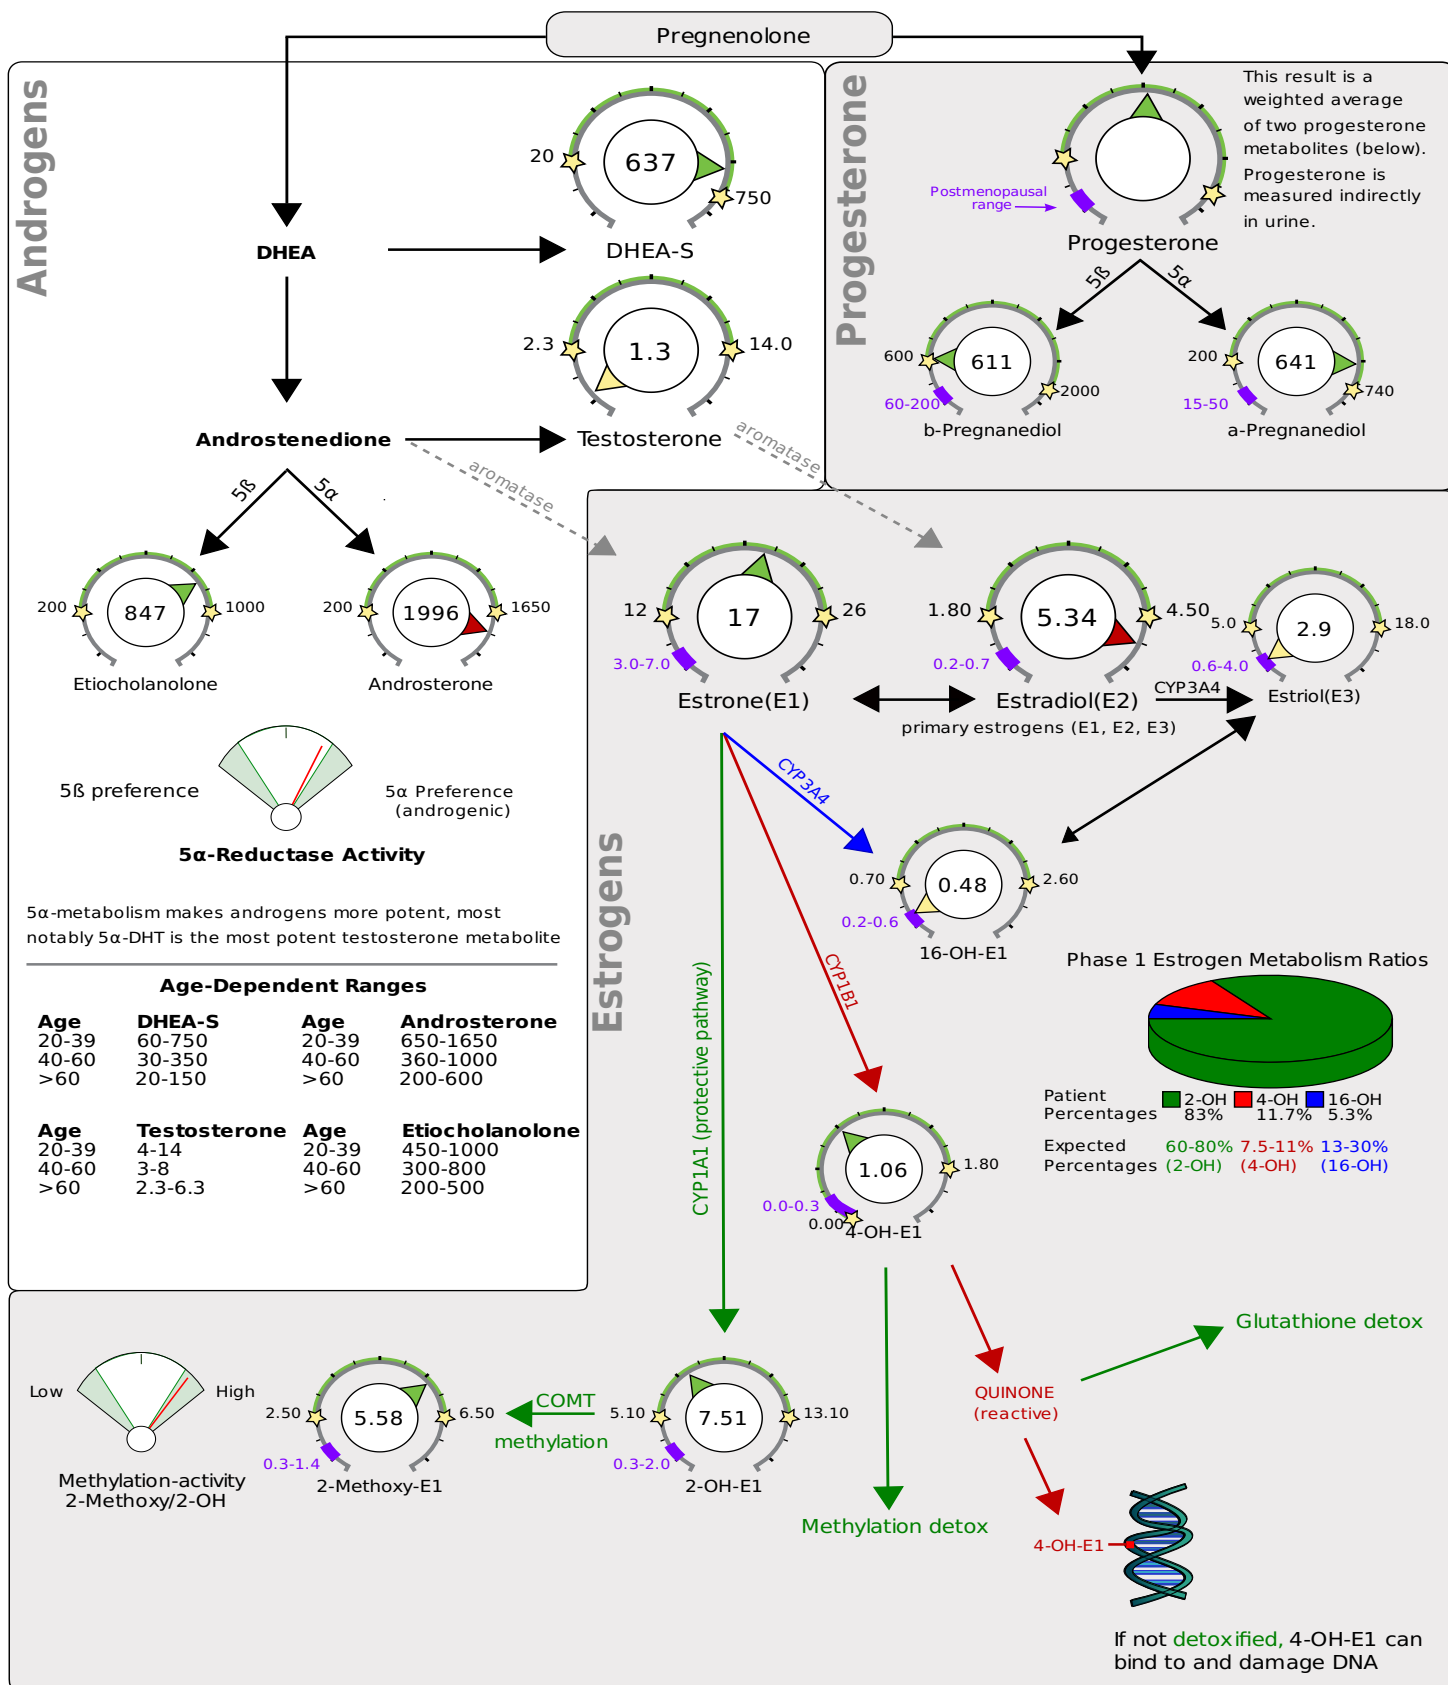 Pregnenolone
Androgens
20
637
750
DHEA-S
DHEA
2.3
1.3
14.0
Testosterone
Androstenedione
aromatase
aromatase
5ß
5α
200
847
1000
Etiocholanolone
200
1996
1650
Androsterone
5ß preference
5α Preference
(androgenic)
5α-Reductase Activity
5α-metabolism makes androgens more potent, most
notably 5α-DHT is the most potent testosterone metabolite
Age-Dependent Ranges
Age DHEA-S Age Androsterone
20-39 60-750 20-39 650-1650
40-60 30-350 40-60 360-1000
>60 20-150 >60 200-600
Age Testosterone Age Etiocholanolone
20-39 4-14 20-39 450-1000
40-60 3-8 40-60 300-800
>60 2.3-6.3 >60 200-500
Progesterone
This result is a
weighted average
of two progesterone
metabolites (below).
Progesterone is
measured indirectly
in urine.
Postmenopausal
range
Progesterone
5ß
5α
600
611
2000
60-200
b-Pregnanediol
200
641
740
15-50
a-Pregnanediol
Estrogens
12
17
26
3.0-7.0
Estrone(E1)
1.80
5.34
4.50
0.2-0.7
Estradiol(E2)
CYP3A4
5.0
2.9
18.0
0.6-4.0
Estriol(E3)
primary estrogens (E1, E2, E3)
CYP3A4
0.70
0.48
2.60
0.2-0.6
16-OH-E1
CYP1B1
CYP1A1 (protective pathway)
Phase 1 Estrogen Metabolism Ratios
Patient
Percentages
2-OH
83%
4-OH
11.7%
16-OH
5.3%
Expected
Percentages
60-80%
(2-OH)
7.5-11%
(4-OH)
13-30%
(16-OH)
1.06
1.80
0.0-0.3
0.00
4-OH-E1
Low
High
Methylation-activity
2-Methoxy/2-OH
2.50
5.58
6.50
0.3-1.4
2-Methoxy-E1
COMT
methylation
5.10
7.51
13.10
0.3-2.0
2-OH-E1
Methylation detox
Glutathione detox
QUINONE
(reactive)
4-OH-E1
If not detoxified, 4-OH-E1 can
bind to and damage DNA